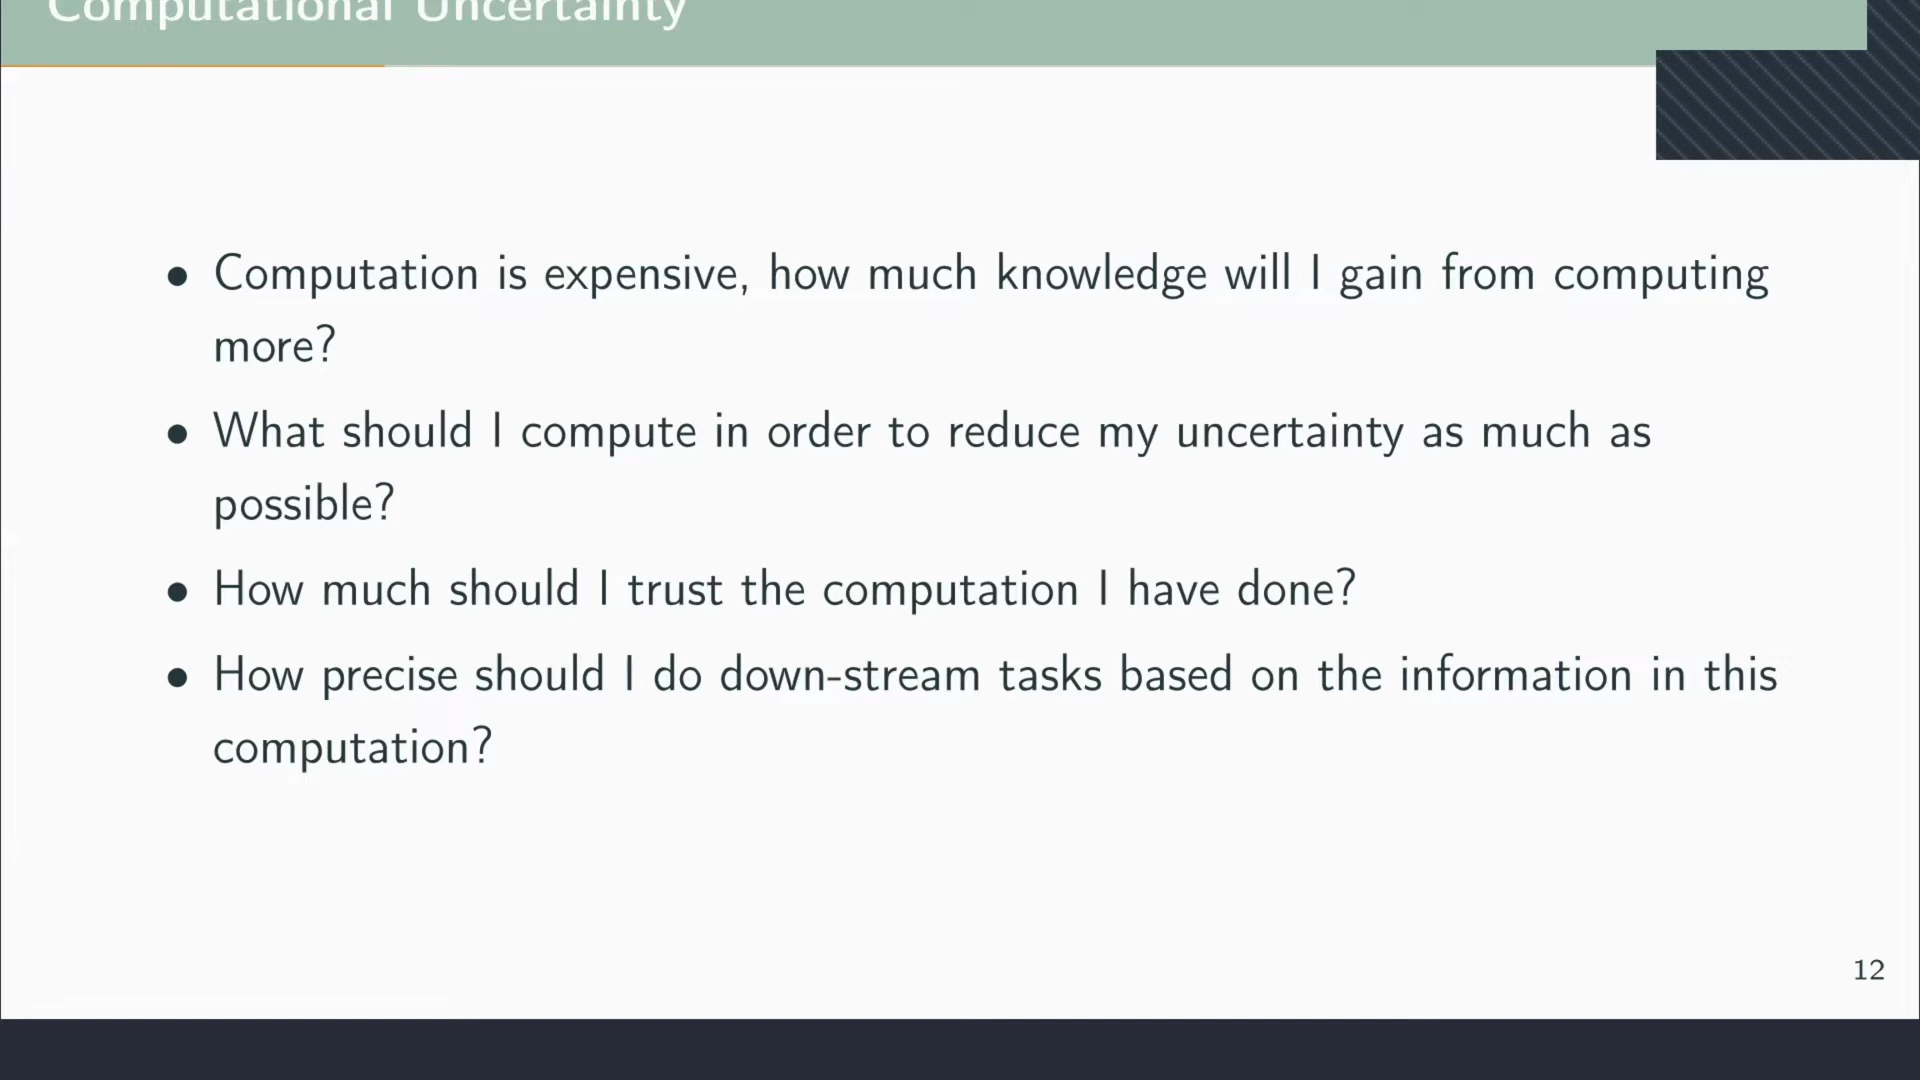 Computational Uncertainty
• Computation is expensive, how much knowledge will I gain from computing
more?
• What should I compute in order to reduce my uncertainty as much as
possible?
• How much should I trust the computation I have done?
• How precise should I do down-stream tasks based on the information in this
computation?
12